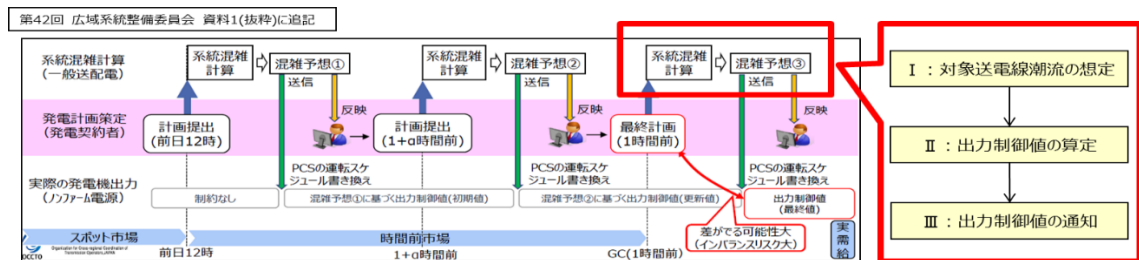 第42回 広域系統整備委員会 資料1(抜粋)に追記
系統混雑計算
(一般送配電)
系統混雑
計算
混雑予想①
系統混雑
計算
混雑予想②
系統混雑
計算
混雑予想③
送信
送信
送信
反映
反映
反映
発電計画策定
(発電契約者)
計画提出
(前日12時)
計画提出
(1+α時間前)
最終計画
(1時間前)
PCSの運転スケ
ジュール書き換え
PCSの運転スケ
ジュール書き換え
PCSの運転スケ
ジュール書き換え
実際の発電機出力
(ノンファーム電源)
制約なし
混雑予想①に基づく出力制御値(初期値)
混雑予想②に基づく出力制御値(更新値)
出力制御値
(最終値)
差がでる可能性大
(インバランスリスク大)
スポット市場
時間前市場
実需給
前日12時
1+α時間前
GC(1時間前)
Ⅰ:対象送電線潮流の想定
Ⅱ:出力制御値の算定
Ⅲ:出力制御値の通知